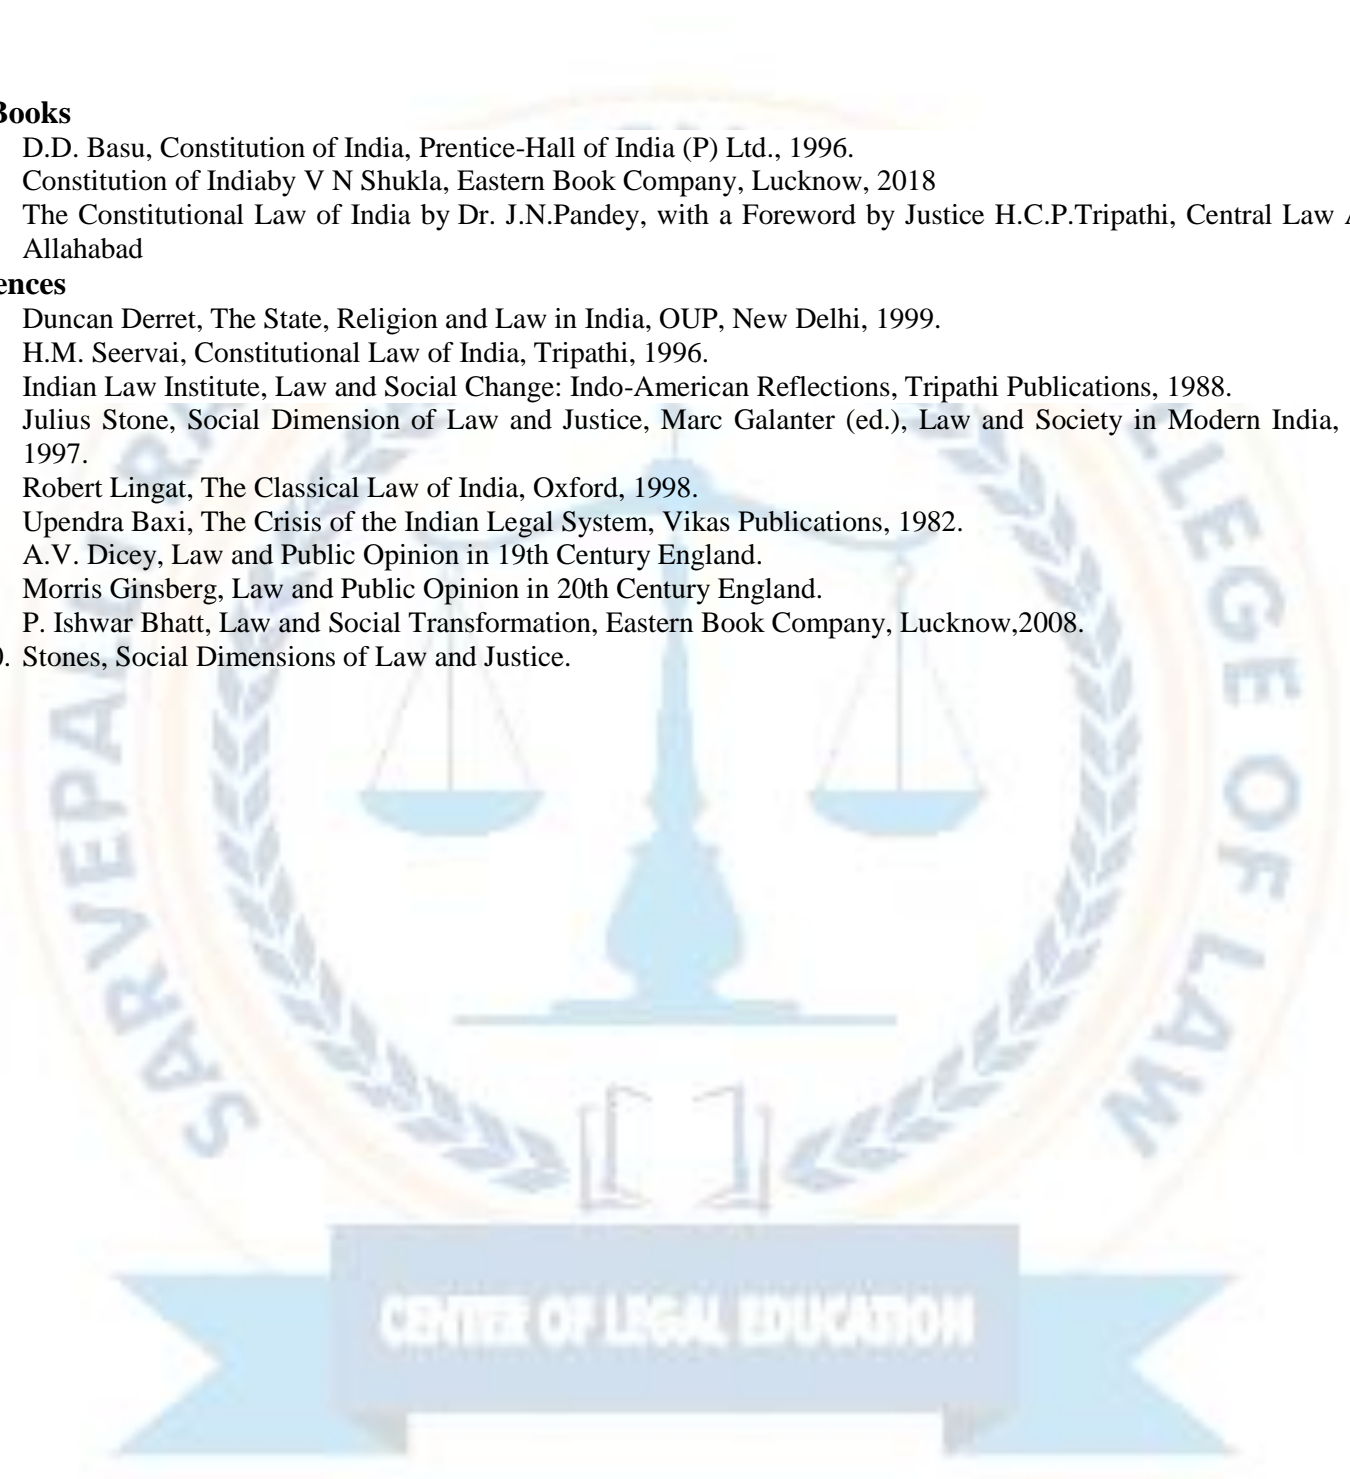 Books
D.D. Basu, Constitution of India, Prentice-Hall of India (P) Ltd., 1996.
Constitution of Indiaby V N Shukla, Eastern Book Company, Lucknow, 2018
The Constitutional Law of India by Dr. J.N.Pandey, with a Foreword by Justice H.C.P.Tripathi, Central Law
Allahabad
ences
Duncan Derret, The State, Religion and Law in India, OUP, New Delhi, 1999.
H.M. Seervai, Constitutional Law of India, Tripathi, 1996.
Indian Law Institute, Law and Social Change: Indo-American Reflections, Tripathi Publications, 1988.
Julius Stone, Social Dimension of Law and Justice, Marc Galanter (ed.), Law and Society in Modern India,
1997.
Robert Lingat, The Classical Law of India, Oxford, 1998.
Upendra Baxi, The Crisis of the Indian Legal System, Vikas Publications, 1982.
A.V. Dicey, Law and Public Opinion in 19th Century England.
Morris Ginsberg, Law and Public Opinion in 20th Century England.
P. Ishwar Bhatt, Law and Social Transformation, Eastern Book Company, Lucknow,2008.
0. Stones, Social Dimensions of Law and Justice.
SARVEPALLI RA
LLEGE OF LAW
CENTER OF LEGAL EDUCATION